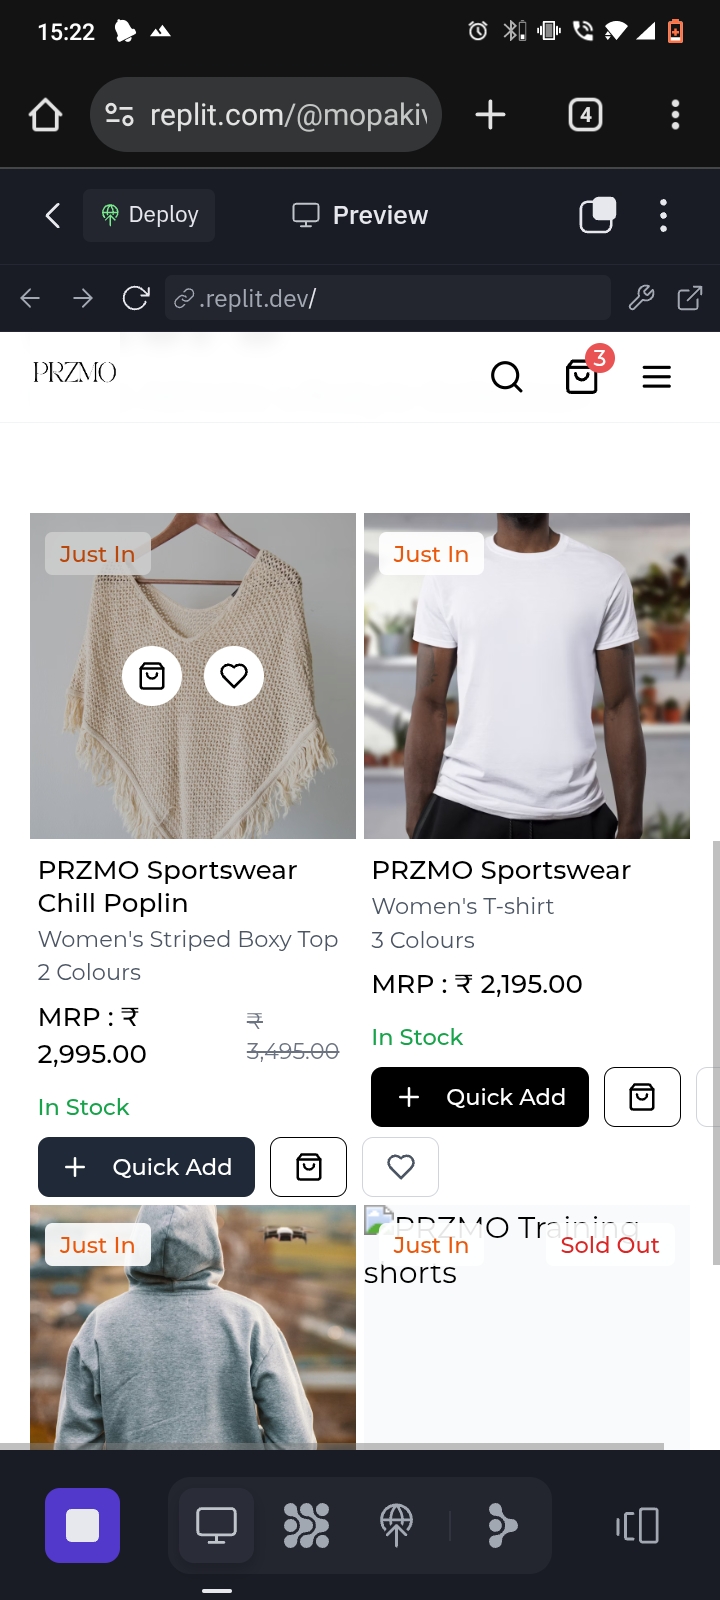 15:22
replit.com/@mopakiv
4
Deploy
Preview
.replit.dev/
PRZMO
3
Just In
Just In
PRZMO Sportswear
Chill Poplin
Women's Striped Boxy Top
2 Colours
MRP : ₹
2,995.00
₹
3,495.00
In Stock
Quick Add
PRZMO Sportswear
Women's T-shirt
3 Colours
MRP : ₹ 2,195.00
In Stock
Quick Add
Just In
PRZMO Training
shorts
Just In
Sold Out